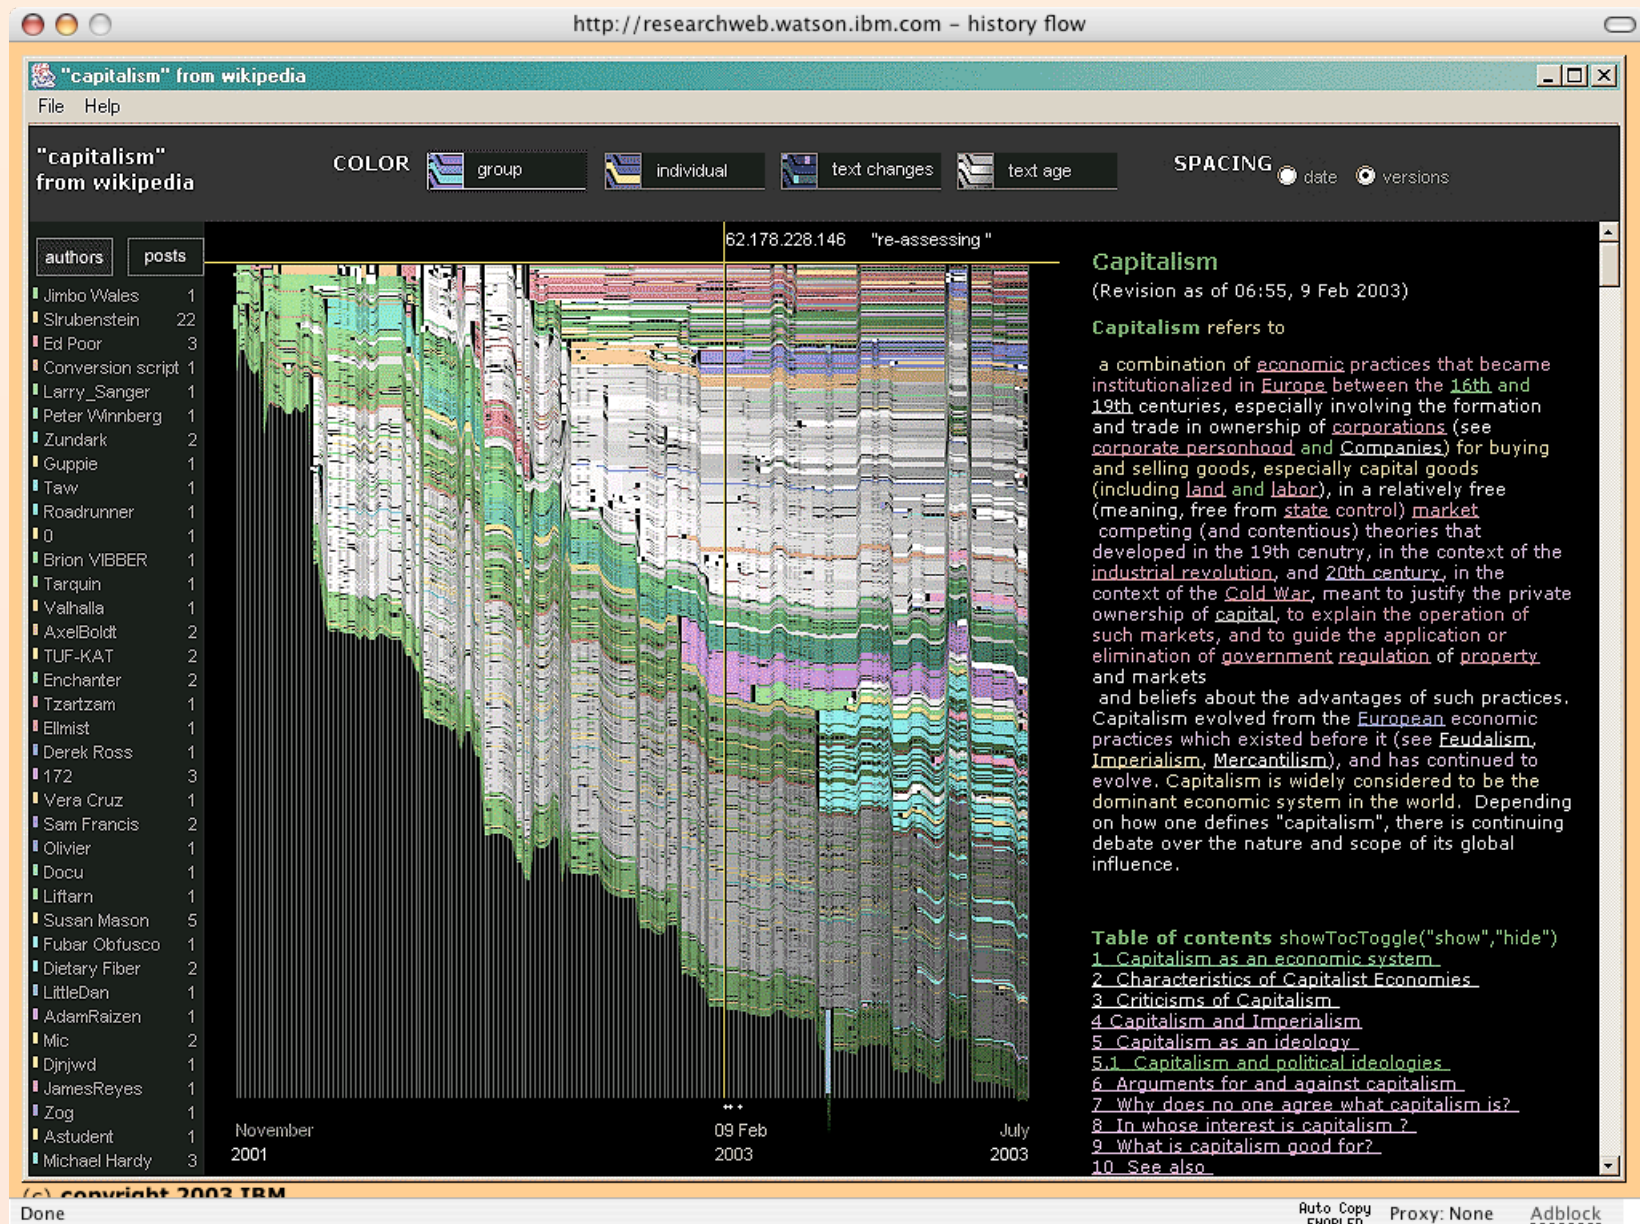 http://researchweb.watson.ibm.com – history flow
"capitalism" from wikipedia
File Help
"capitalism"
from wikipedia
COLOR group individual text changes text age SPACING date versions
authors posts
Jimbo Wales 1
Slrubenstein 22
Ed Poor 3
Conversion script 1
Larry_Sanger 1
Peter Winnberg 1
Zundark 2
Guppie 1
Taw 1
Roadrunner 1
0 1
Brion VIBBER 1
Tarquin 1
Valhalla 1
AxelBoldt 2
TUF-KAT 2
Enchanter 2
Tzartzam 1
Ellmist 1
Derek Ross 1
172 3
Vera Cruz 1
Sam Francis 2
Olivier 1
Docu 1
Liftarn 1
Susan Mason 5
Fubar Obfusco 1
Dietary Fiber 2
LittleDan 1
AdamRaizen 1
Mic 2
Djnjwd 1
JamesReyes 1
Zog 1
Astudent 1
Michael Hardy 3
62.178.228.146 "re-assessing "
November
2001
09 Feb
2003
July
2003
Capitalism
(Revision as of 06:55, 9 Feb 2003)
Capitalism refers to
a combination of economic practices that became
institutionalized in Europe between the 16th and
19th centuries, especially involving the formation
and trade in ownership of corporations (see
corporate personhood and Companies) for buying
and selling goods, especially capital goods
(including land and labor), in a relatively free
(meaning, free from state control) market
competing (and contentious) theories that
developed in the 19th cenutry, in the context of the
industrial revolution, and 20th century, in the
context of the Cold War, meant to justify the private
ownership of capital, to explain the operation of
such markets, and to guide the application or
elimination of government regulation of property
and markets
and beliefs about the advantages of such practices.
Capitalism evolved from the European economic
practices which existed before it (see Feudalism,
Imperialism, Mercantilism), and has continued to
evolve. Capitalism is widely considered to be the
dominant economic system in the world. Depending
on how one defines "capitalism", there is continuing
debate over the nature and scope of its global
influence.
Table of contents showTocToggle("show","hide")
1 Capitalism as an economic system
2 Characteristics of Capitalist Economies
3 Criticisms of Capitalism
4 Capitalism and Imperialism
5 Capitalism as an ideology
5.1 Capitalism and political ideologies
6 Arguments for and against capitalism
7 Why does no one agree what capitalism is?
8 In whose interest is capitalism ?
9 What is capitalism good for?
10 See also
(c) copyright 2003 IBM
Done
Auto Copy
ENABLED
Proxy: None Adblock